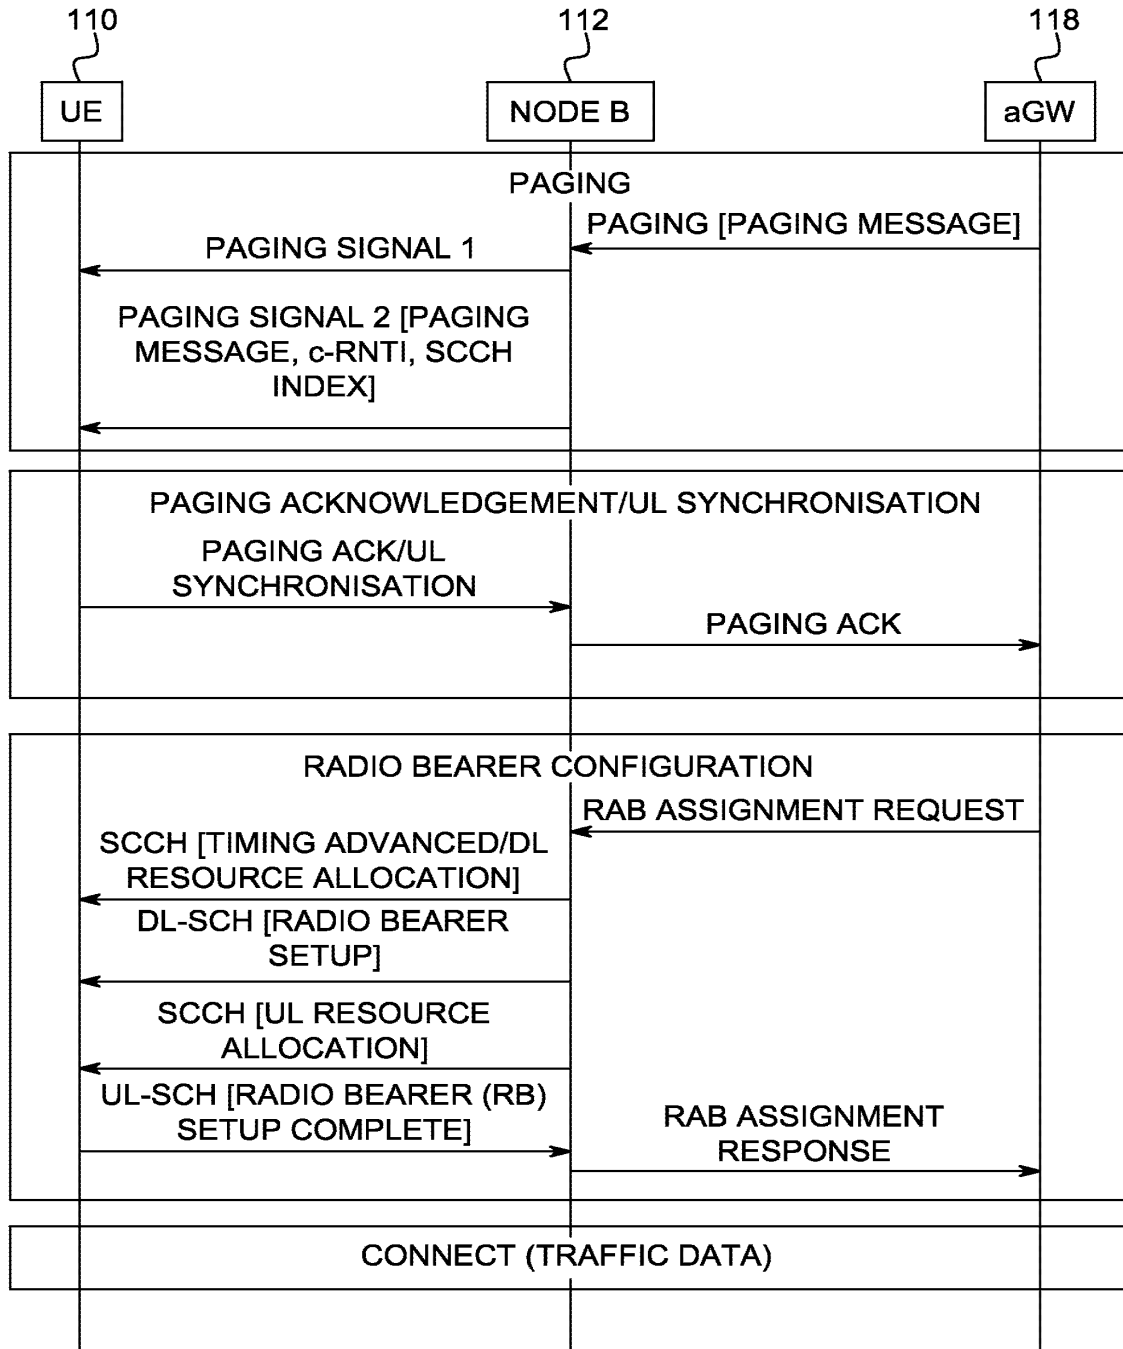 110
112
118
UE
NODE B
aGW
PAGING
PAGING [PAGING MESSAGE]
PAGING SIGNAL 1
PAGING SIGNAL 2 [PAGING
MESSAGE, c-RNTI, SCCH
INDEX]
PAGING ACKNOWLEDGEMENT/UL SYNCHRONISATION
PAGING ACK/UL
SYNCHRONISATION
PAGING ACK
RADIO BEARER CONFIGURATION
RAB ASSIGNMENT REQUEST
SCCH [TIMING ADVANCED/DL
RESOURCE ALLOCATION]
DL-SCH [RADIO BEARER
SETUP]
SCCH [UL RESOURCE
ALLOCATION]
UL-SCH [RADIO BEARER (RB)
SETUP COMPLETE]
RAB ASSIGNMENT
RESPONSE
CONNECT (TRAFFIC DATA)